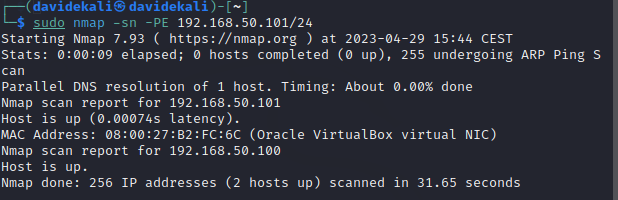 ┌──(davidekali㉿davidekali)-[~]
└─$ sudo nmap -sn -PE 192.168.50.101/24
Starting Nmap 7.93 ( https://nmap.org ) at 2023-04-29 15:44 CEST
Stats: 0:00:09 elapsed; 0 hosts completed (0 up), 255 undergoing ARP Ping S
can
Parallel DNS resolution of 1 host. Timing: About 0.00% done
Nmap scan report for 192.168.50.101
Host is up (0.00074s latency).
MAC Address: 08:00:27:B2:FC:6C (Oracle VirtualBox virtual NIC)
Nmap scan report for 192.168.50.100
Host is up.
Nmap done: 256 IP addresses (2 hosts up) scanned in 31.65 seconds